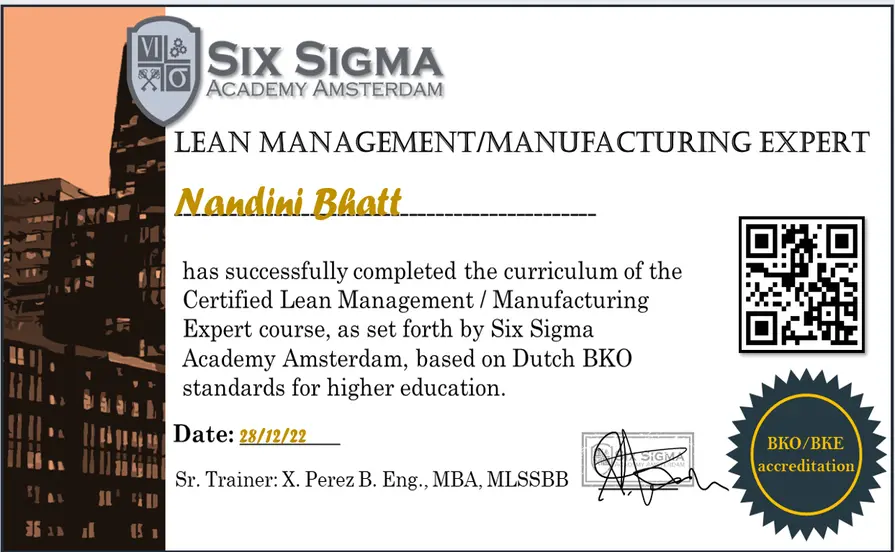 VI
σ
SIX SIGMA
ACADEMY AMSTERDAM
LEAN MANAGEMENT/MANUFACTURING EXPERT
Nandini Bhatt
has successfully completed the curriculum of the
Certified Lean Management / Manufacturing
Expert course, as set forth by Six Sigma
Academy Amsterdam, based on Dutch BKO
standards for higher education.
Date: 28/12/22
Sr. Trainer: X. Perez B. Eng., MBA, MLSSBB
SIGMA
BKO/BKE
accreditation